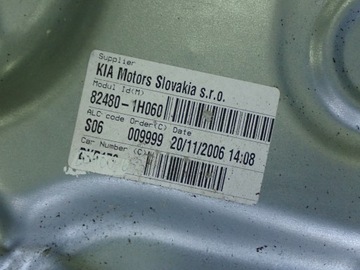 Supplier
KIA Motors Slovakia s.r.o.
Modul Id(M)
82480-1H060
ALC code Order(C) Date
S06 009999 20/11/2006 14:08
Car Number (C)